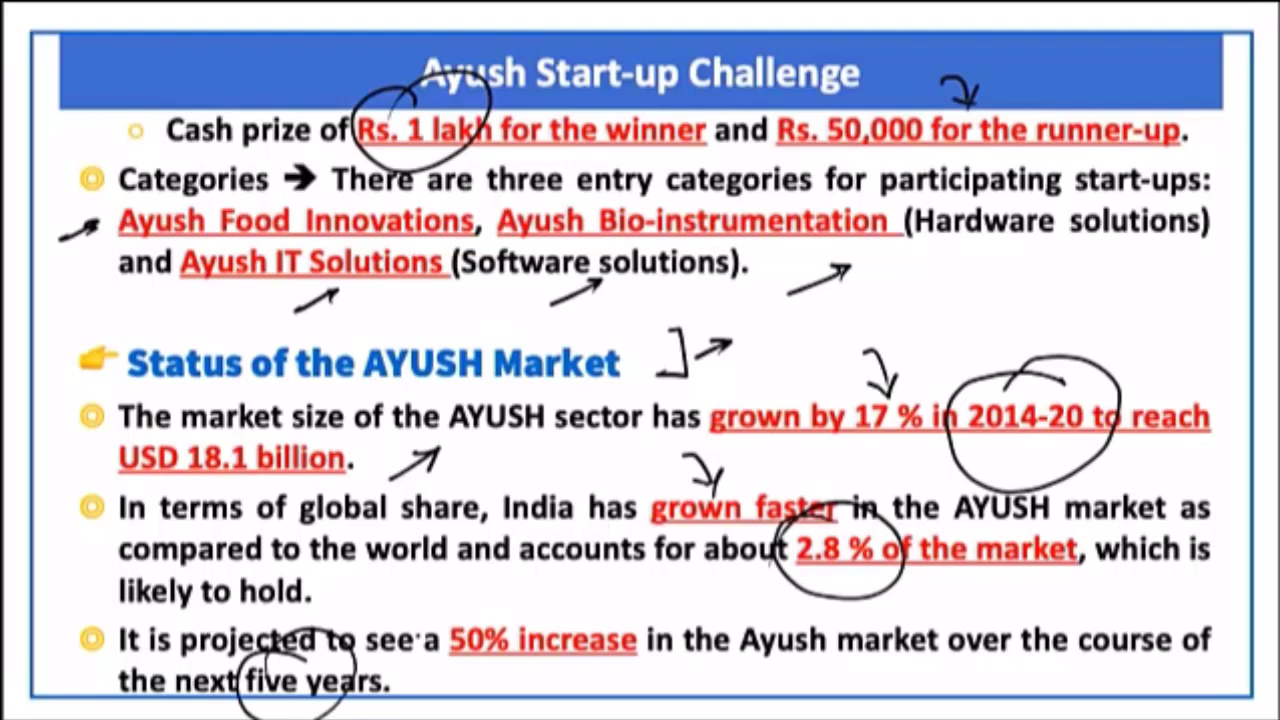 Ayush Start-up Challenge
Cash prize of Rs. 1 lakh for the winner and Rs. 50,000 for the runner-up.
Categories ➔ There are three entry categories for participating start-ups:
Ayush Food Innovations, Ayush Bio-instrumentation (Hardware solutions)
and Ayush IT Solutions (Software solutions).
Status of the AYUSH Market
The market size of the AYUSH sector has grown by 17 % in 2014-20 to reach
USD 18.1 billion.
In terms of global share, India has grown faster in the AYUSH market as
compared to the world and accounts for about 2.8 % of the market, which is
likely to hold.
It is projected to see a 50% increase in the Ayush market over the course of
the next five years.